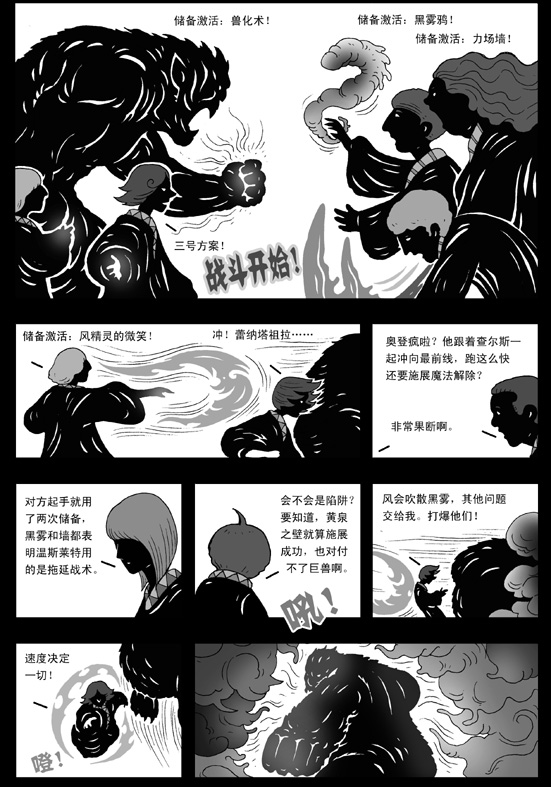 储备激活：兽化术！
储备激活：黑雾鸦！
储备激活：力场墙！
三号方案！
战斗开始！
储备激活：风精灵的微笑！
冲！蕾纳塔祖拉……
奥登疯啦？他跟着查尔斯一
起冲向最前线，跑这么快
还要施展魔法解除？
非常果断啊。
对方起手就用
了两次储备，
黑雾和墙都表
明温斯莱特用
的是拖延战术。
会不会是陷阱？
要知道，黄泉
之壁就算施展
成功，也对付
不了巨兽啊。
吼！
风会吹散黑雾，其他问题
交给我。打爆他们！
速度决定
一切！
噔！